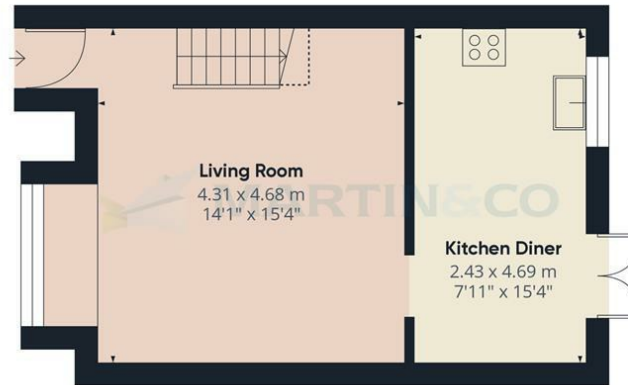 Living Room
4.31 x 4.68 m
14'1" x 15'4"
MARTIN&CO
Kitchen Diner
2.43 x 4.69 m
7'11" x 15'4"